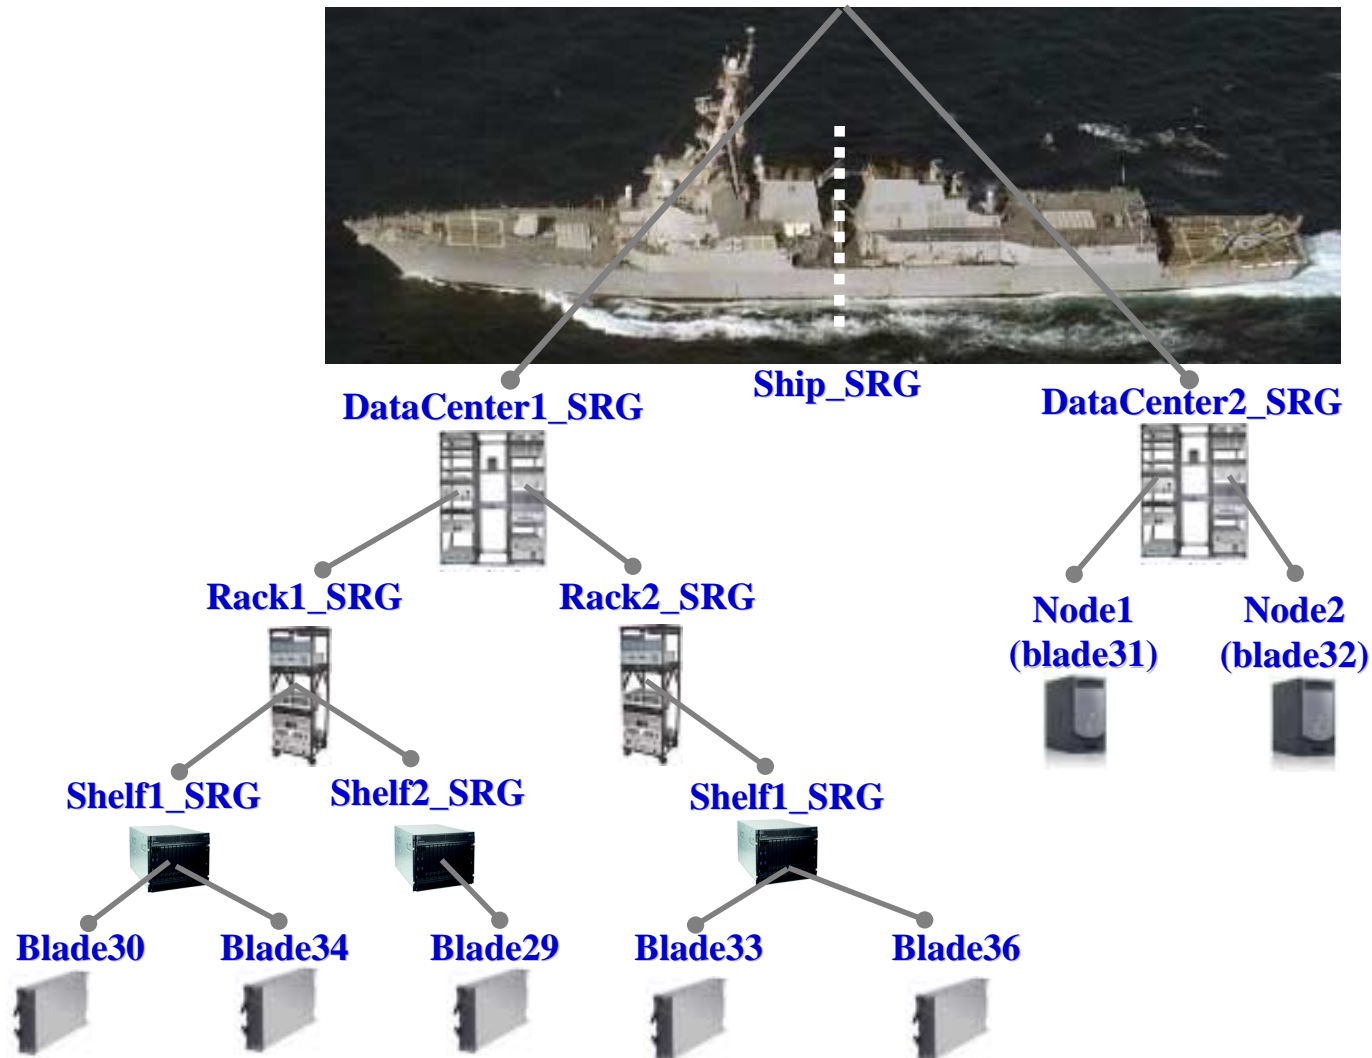 Ship_SRG
DataCenter1_SRG
DataCenter2_SRG
Rack1_SRG
Rack2_SRG
Node1
(blade31)
Node2
(blade32)
Shelf1_SRG
Shelf2_SRG
Shelf1_SRG
Blade30
Blade34
Blade29
Blade33
Blade36